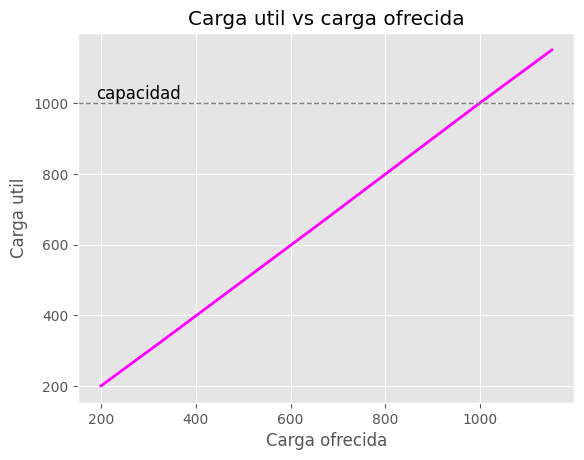 Carga util vs carga ofrecida
capacidad
1000
800
600
400
200
Carga util
200 400 600 800 1000
Carga ofrecida